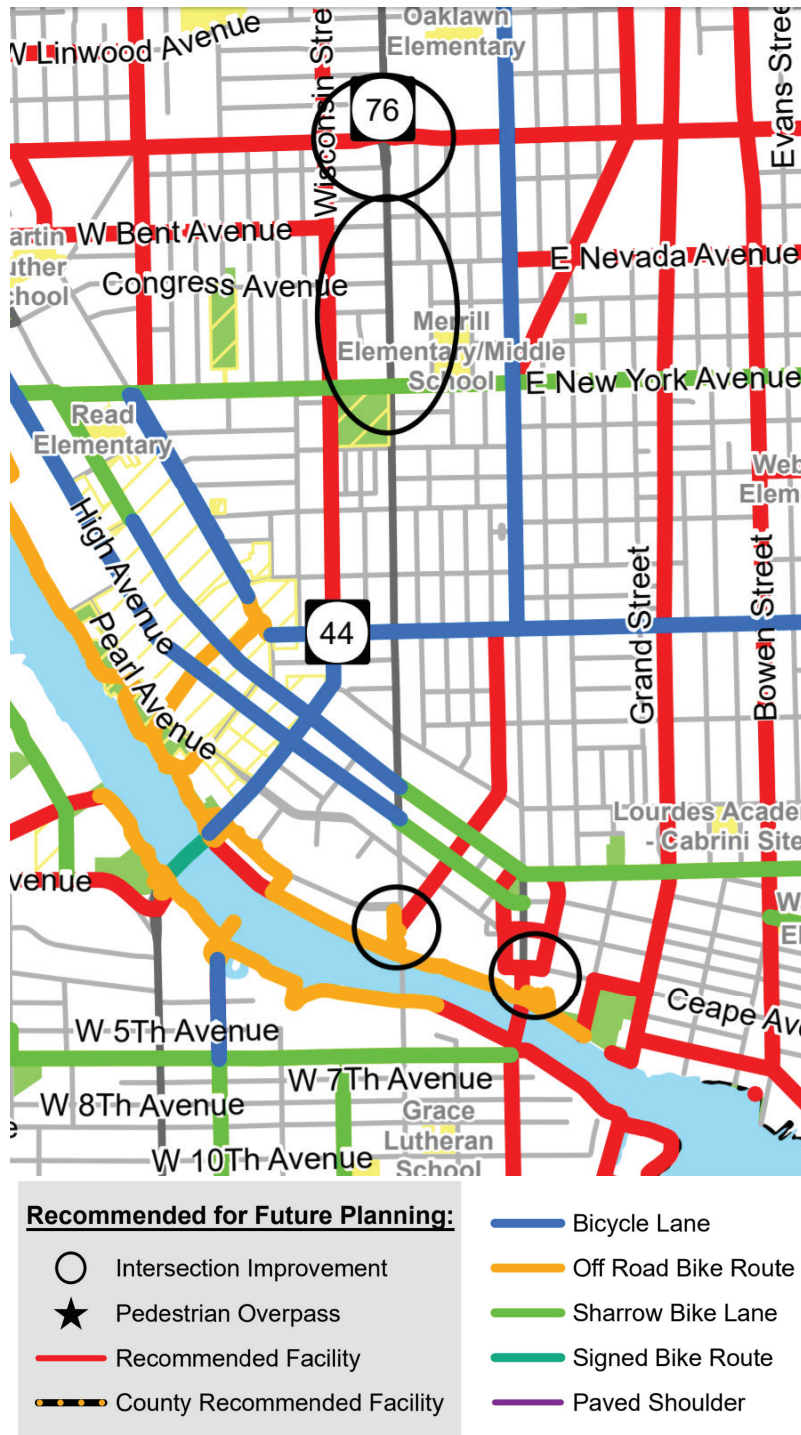 Oaklawn
Elementary
W Linwood Avenue
Wisconsin Stre
Evans Stree
76
W Bent Avenue
artin
uther
chool
E Nevada Avenue
Congress Avenue
Merrill
Elementary/Middle
School
E New York Avenue
Read
Elementary
Web
Elem
High Avenue
Pearl Avenue
44
Grand Street
Bowen Street
Lourdes Acade
- Cabrini Site
venue
W
El
Ceape Ave
W 5Th Avenue
W 7Th Avenue
W 8Th Avenue
Grace
Lutheran
School
W 10Th Avenue
Recommended for Future Planning:
Intersection Improvement
Pedestrian Overpass
Recommended Facility
County Recommended Facility
Bicycle Lane
Off Road Bike Route
Sharrow Bike Lane
Signed Bike Route
Paved Shoulder